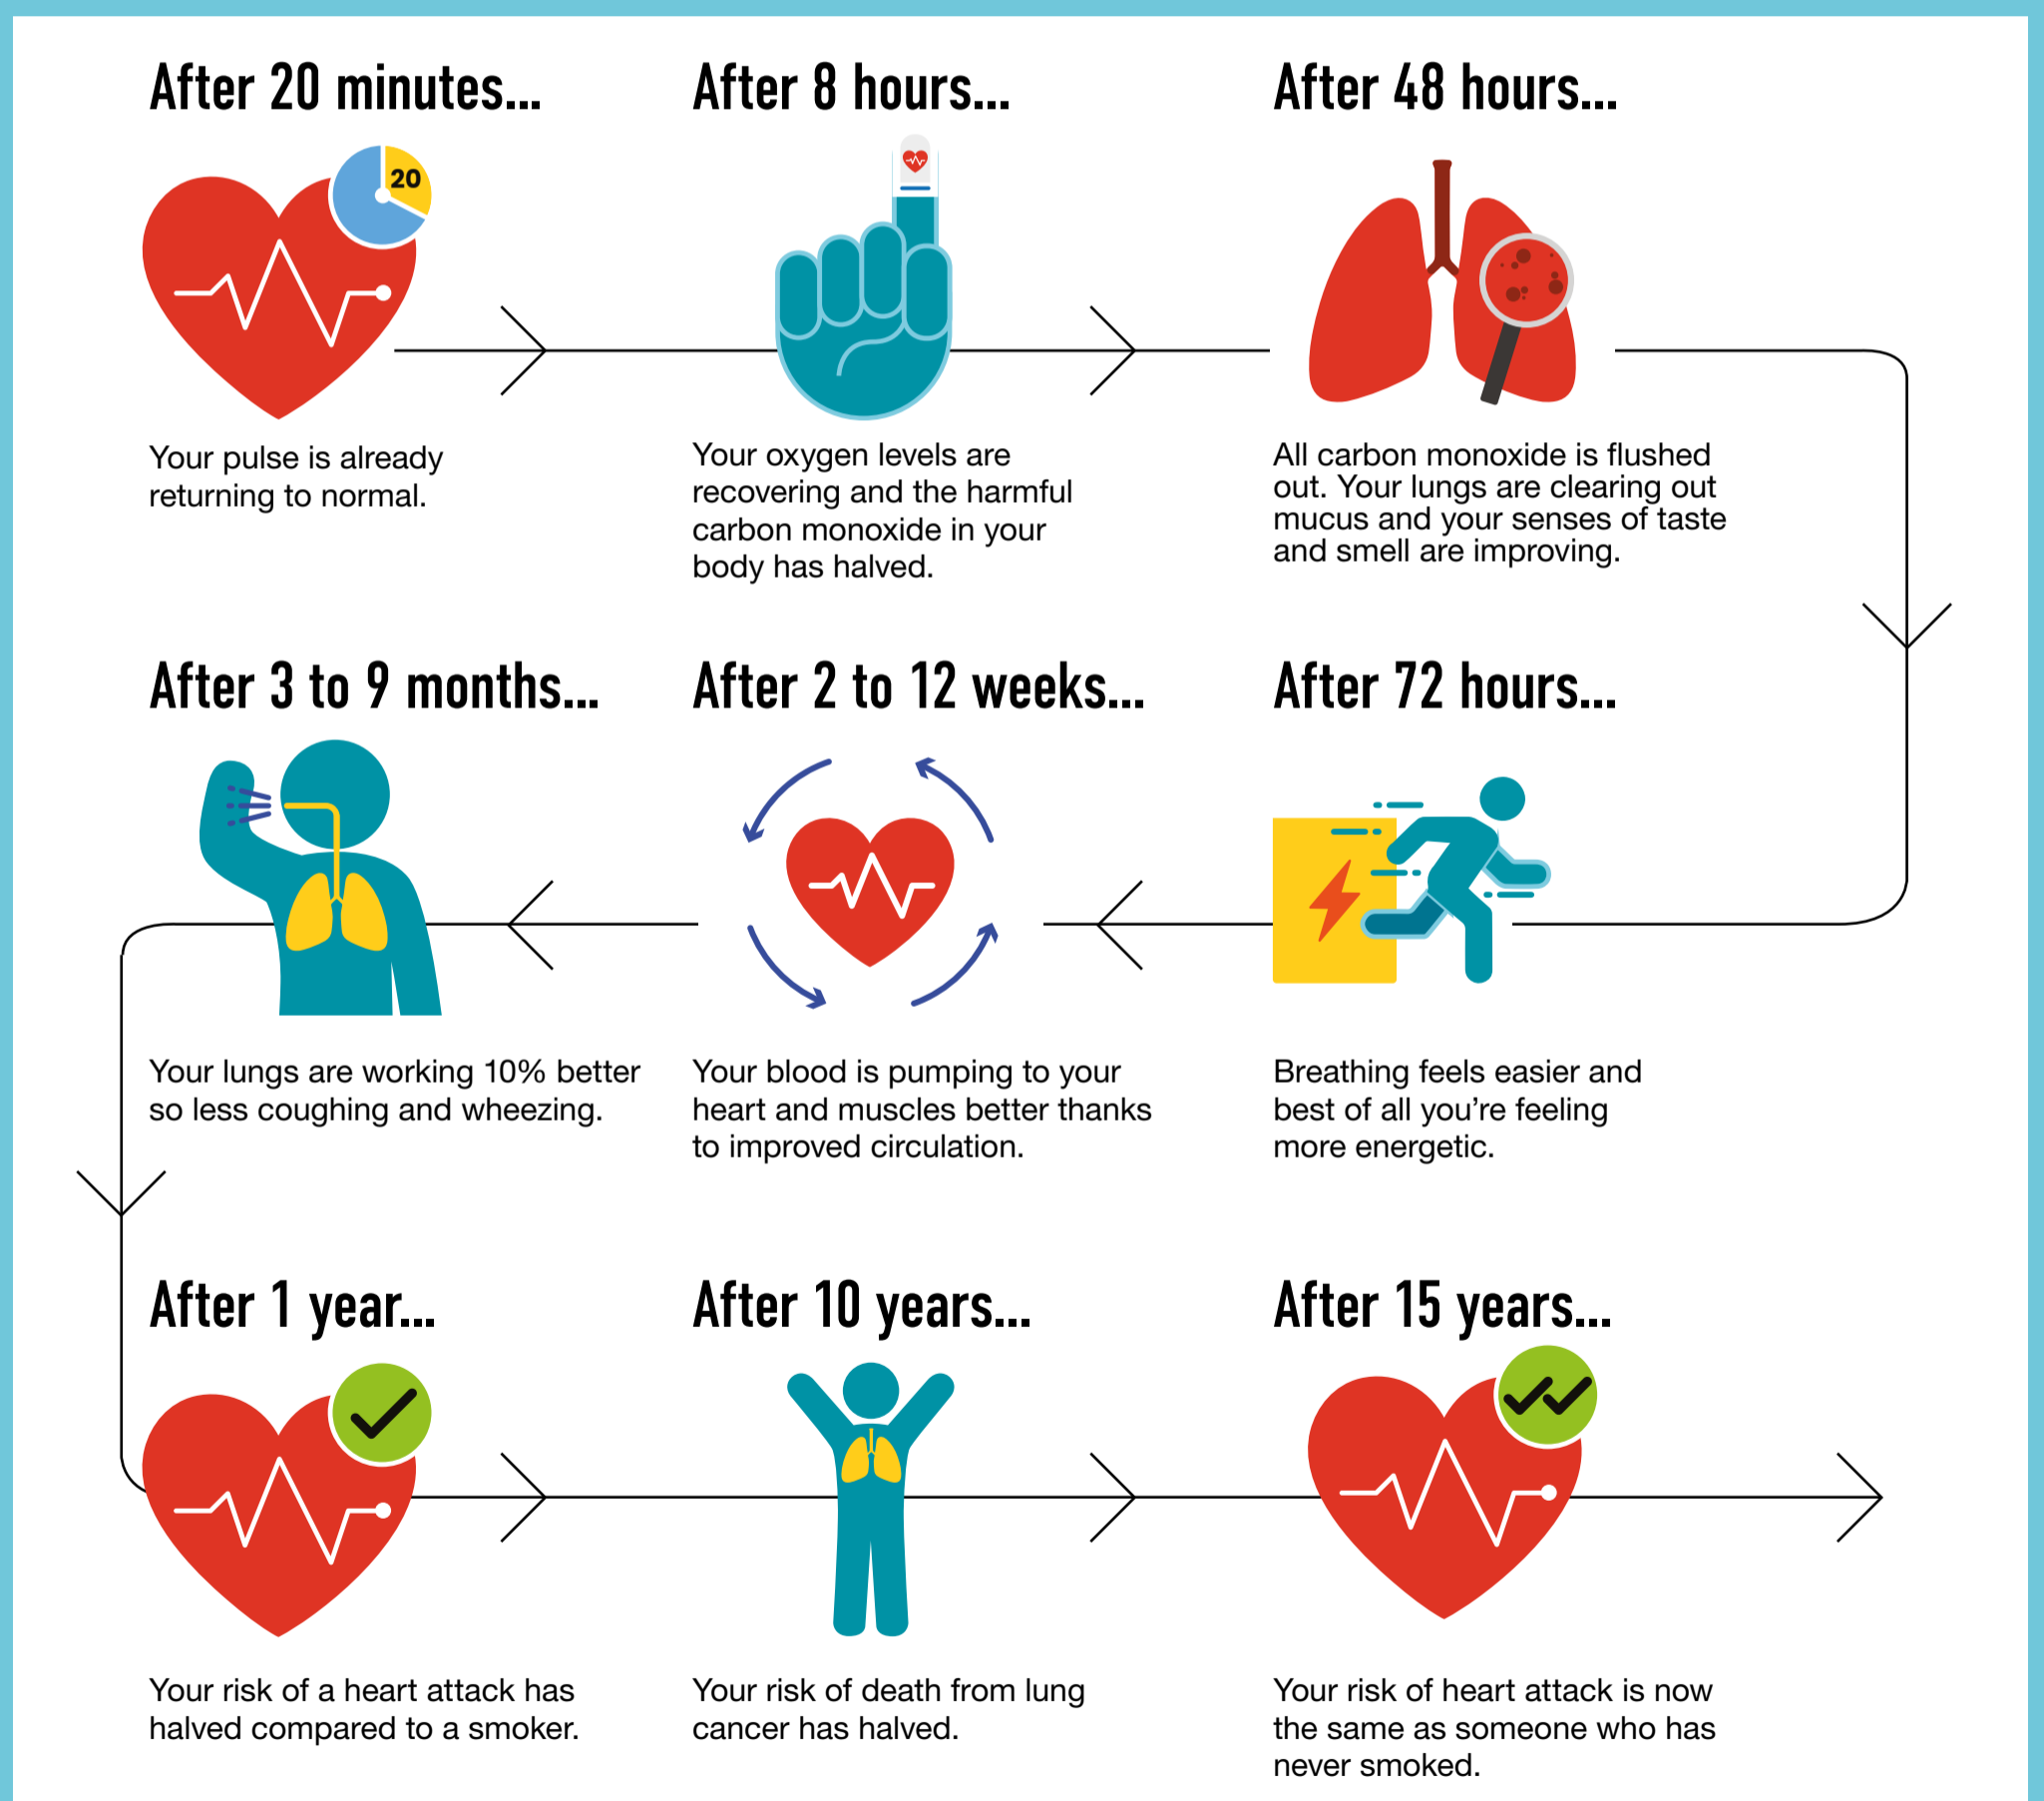 After 20 minutes...
20
Your pulse is already
returning to normal.
After 8 hours...
Your oxygen levels are
recovering and the harmful
carbon monoxide in your
body has halved.
After 48 hours...
All carbon monoxide is flushed
out. Your lungs are clearing out
mucus and your senses of taste
and smell are improving.
After 72 hours...
Breathing feels easier and
best of all you’re feeling
more energetic.
After 2 to 12 weeks...
Your blood is pumping to your
heart and muscles better thanks
to improved circulation.
After 3 to 9 months...
Your lungs are working 10% better
so less coughing and wheezing.
After 1 year...
Your risk of a heart attack has
halved compared to a smoker.
After 10 years...
Your risk of death from lung
cancer has halved.
After 15 years...
Your risk of heart attack is now
the same as someone who has
never smoked.